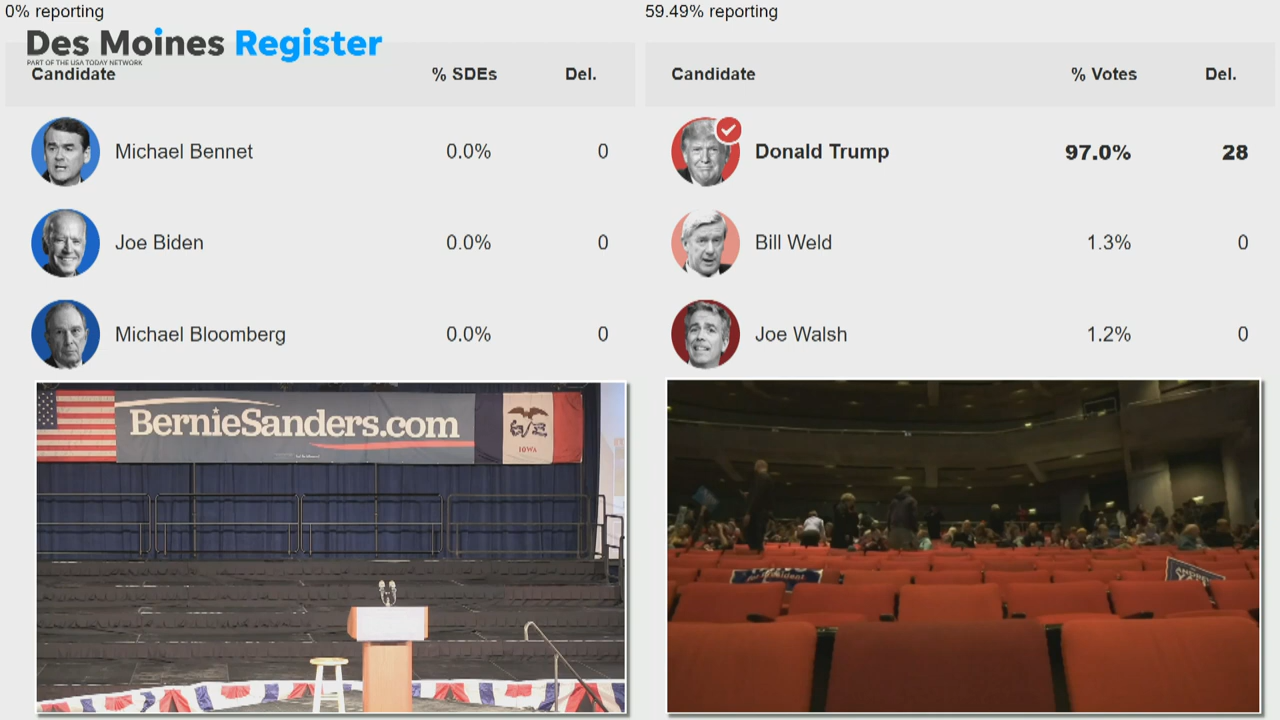 0% reporting
Des Moines Register
PART OF THE USA TODAY NETWORK
Candidate % SDEs Del.
Michael Bennet 0.0% 0
Joe Biden 0.0% 0
Michael Bloomberg 0.0% 0
59.49% reporting
Candidate % Votes Del.
Donald Trump 97.0% 28
Bill Weld 1.3% 0
Joe Walsh 1.2% 0
BernieSanders.com
IOWA
for President